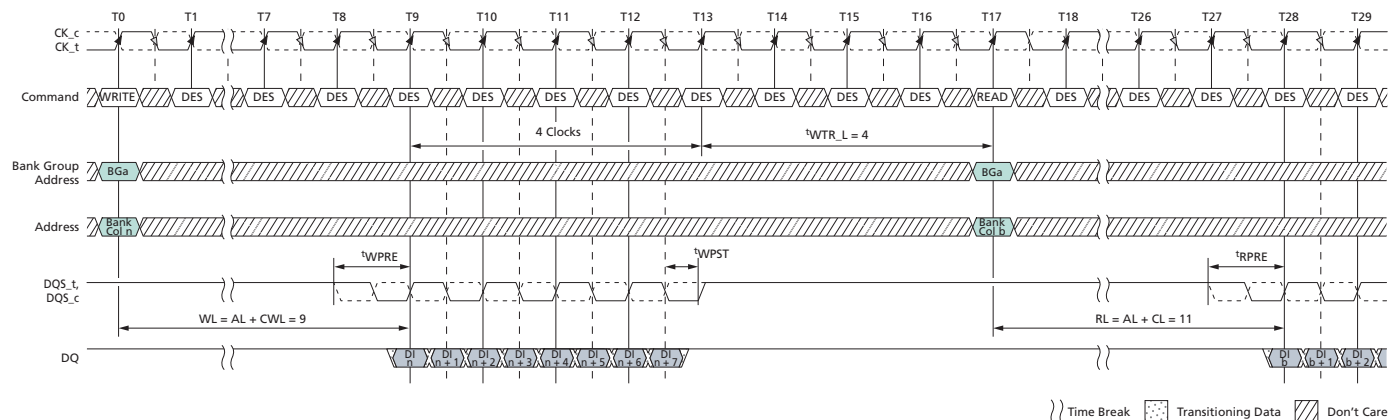 T0 T1 T7 T8 T9 T10 T11 T12 T13 T14 T15 T16 T17 T18 T26 T27 T28 T29
CK_c
CK_t
Command WRITE DES DES DES DES DES DES DES DES DES DES DES READ DES DES DES DES DES
4 Clocks tWTR_L = 4
Bank Group
Address BGa BGa
Address Bank
Col n Bank
Col b
tWPRE tWPST tRPRE
DQS_t,
DQS_c
WL = AL + CWL = 9 RL = AL + CL = 11
DQ DI
n DI
n + 1 DI
n + 2 DI
n + 3 DI
n + 4 DI
n + 5 DI
n + 6 DI
n + 7 DI
b DI
b + 1 DI
b + 2
Time Break Transitioning Data Don't Care